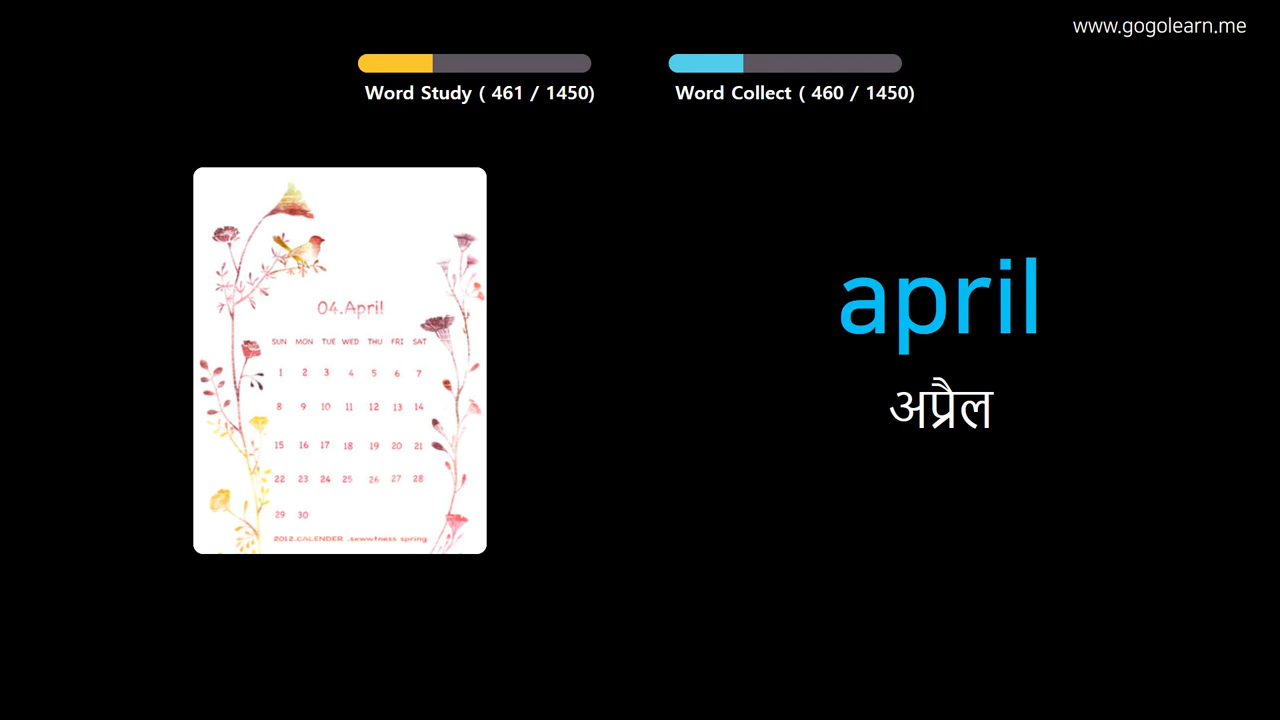 www.gogolearn.me
Word Study ( 461 / 1450)
Word Collect ( 460 / 1450)
04.April
SUN MON TUE WED THU FRI SAT
1 2 3 4 5 6 7
8 9 10 11 12 13 14
15 16 17 18 19 20 21
22 23 24 25 26 27 28
29 30
2012.CALENDER .sewwtness spring
april
अप्रैल